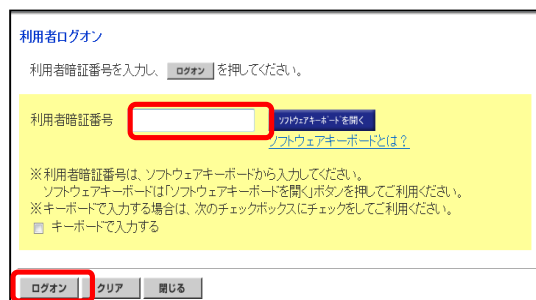 利用者ログオン
利用者暗証番号を入力し、 ログオン を押してください。
利用者暗証番号 ソフトウェアキーボードを開く
ソフトウェアキーボードとは？
※利用者暗証番号は、ソフトウェアキーボードから入力してください。
ソフトウェアキーボードは「ソフトウェアキーボードを開く」ボタンを押してご利用ください。
※キーボードで入力する場合は、次のチェックボックスにチェックをしてご利用ください。
キーボードで入力する
ログオン クリア 閉じる